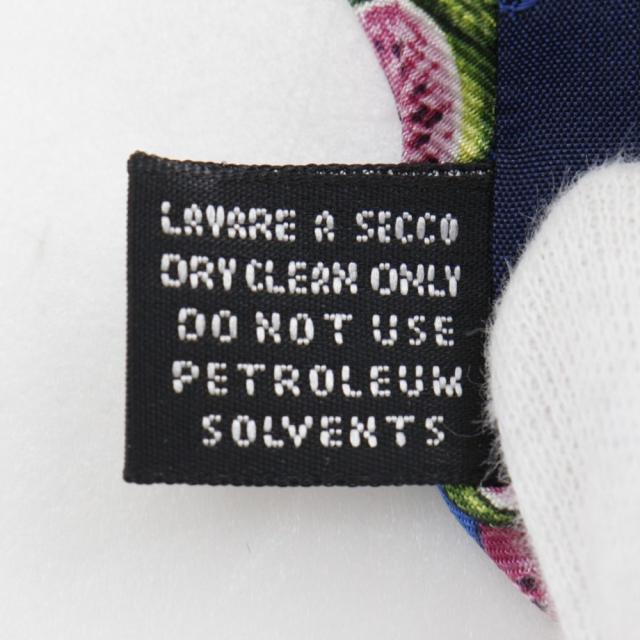 LAVARE A SECCO
DRY CLEAN ONLY
DO NOT USE
PETROLEUM
SOLVENTS